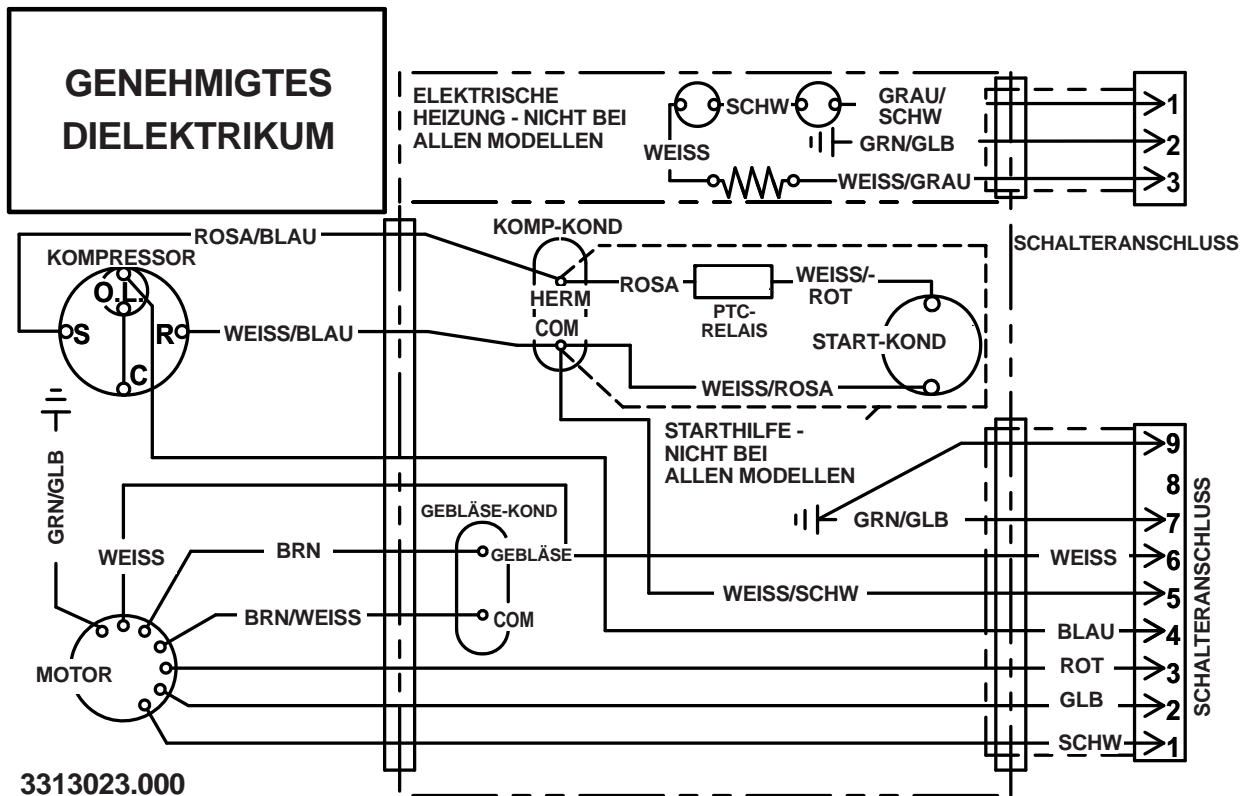 GENEHMIGTES
DIELEKTRIKUM
ELEKTRISCHE
HEIZUNG - NICHT BEI
ALLEN MODELLEN
SCHW
GRAU/
SCHW
WEISS
GRN/GLB
WEISS/GRAU
1
2
3
SCHALTERANSCHLUSS
ROSA/BLAU
KOMPRESSOR
O.L.
S
R
C
WEISS/BLAU
KOMP-KOND
HERM
COM
ROSA
PTC-
RELAIS
WEISS/-
ROT
START-KOND
WEISS/ROSA
STARTHILFE -
NICHT BEI
ALLEN MODELLEN
GRN/GLB
WEISS
BRN
BRN/WEISS
GEBLÄSE-KOND
GEBLÄSE
COM
MOTOR
GRN/GLB
WEISS
WEISS/SCHW
BLAU
ROT
GLB
SCHW
9
8
7
6
5
4
3
2
1
SCHALTERANSCHLUSS
3313023.000